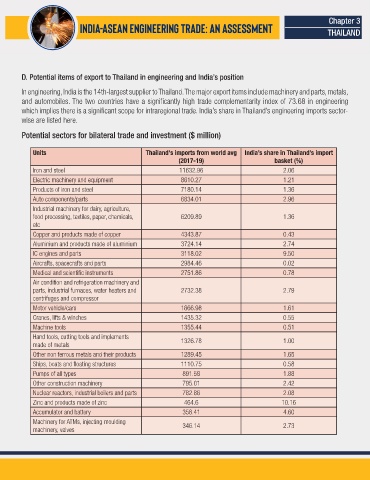 INDIA-ASEAN ENGINEERING TRADE: AN ASSESSMENT
Chapter 3
THAILAND
D. Potential items of export to Thailand in engineering and India's position
In engineering, India is the 14th-largest supplier to Thailand. The major export items include machinery and parts, metals,
and automobiles. The two countries have a significantly high trade complementarity index of 73.68 in engineering
which implies there is a significant scope for intraregional trade. India's share in Thailand's engineering imports sector-
wise are listed here.
Potential sectors for bilateral trade and investment ($ million)
Units Thailand's imports from world avg (2017-19) India's share in Thailand's import basket (%)
Iron and steel 11632.96 2.06
Electric machinery and equipment 8610.27 1.21
Products of iron and steel 7180.14 1.36
Auto components/parts 6834.01 2.96
Industrial machinery for dairy, agriculture,
food processing, textiles, paper, chemicals, 6209.89 1.36
etc
Copper and products made of copper 4343.87 0.43
Aluminium and products made of aluminium 3724.14 2.74
IC engines and parts 3118.02 9.50
Aircrafts, spacecrafts and parts 2984.46 0.02
Medical and scientific instruments 2751.86 0.78
Air condition and refrigeration machinery and
parts, industrial furnaces, water heaters and 2732.38 2.79
centrifuges and compressor
Motor vehicle/cars 1866.98 1.61
Cranes, lifts & winches 1435.32 0.55
Machine tools 1355.44 0.51
Hand tools, cutting tools and implements
made of metals 1326.78 1.00
Other non ferrous metals and their products 1289.45 1.65
Ships, boats and floating structures 1110.75 0.58
Pumps of all types 891.68 1.88
Other construction machinery 795.01 2.42
Nuclear reactors, industrial boilers and parts 782.86 2.08
Zinc and products made of zinc 464.6 10.16
Accumulator and battery 358.41 4.60
Machinery for ATMs, injecting moulding
machinery, valves 346.14 2.73